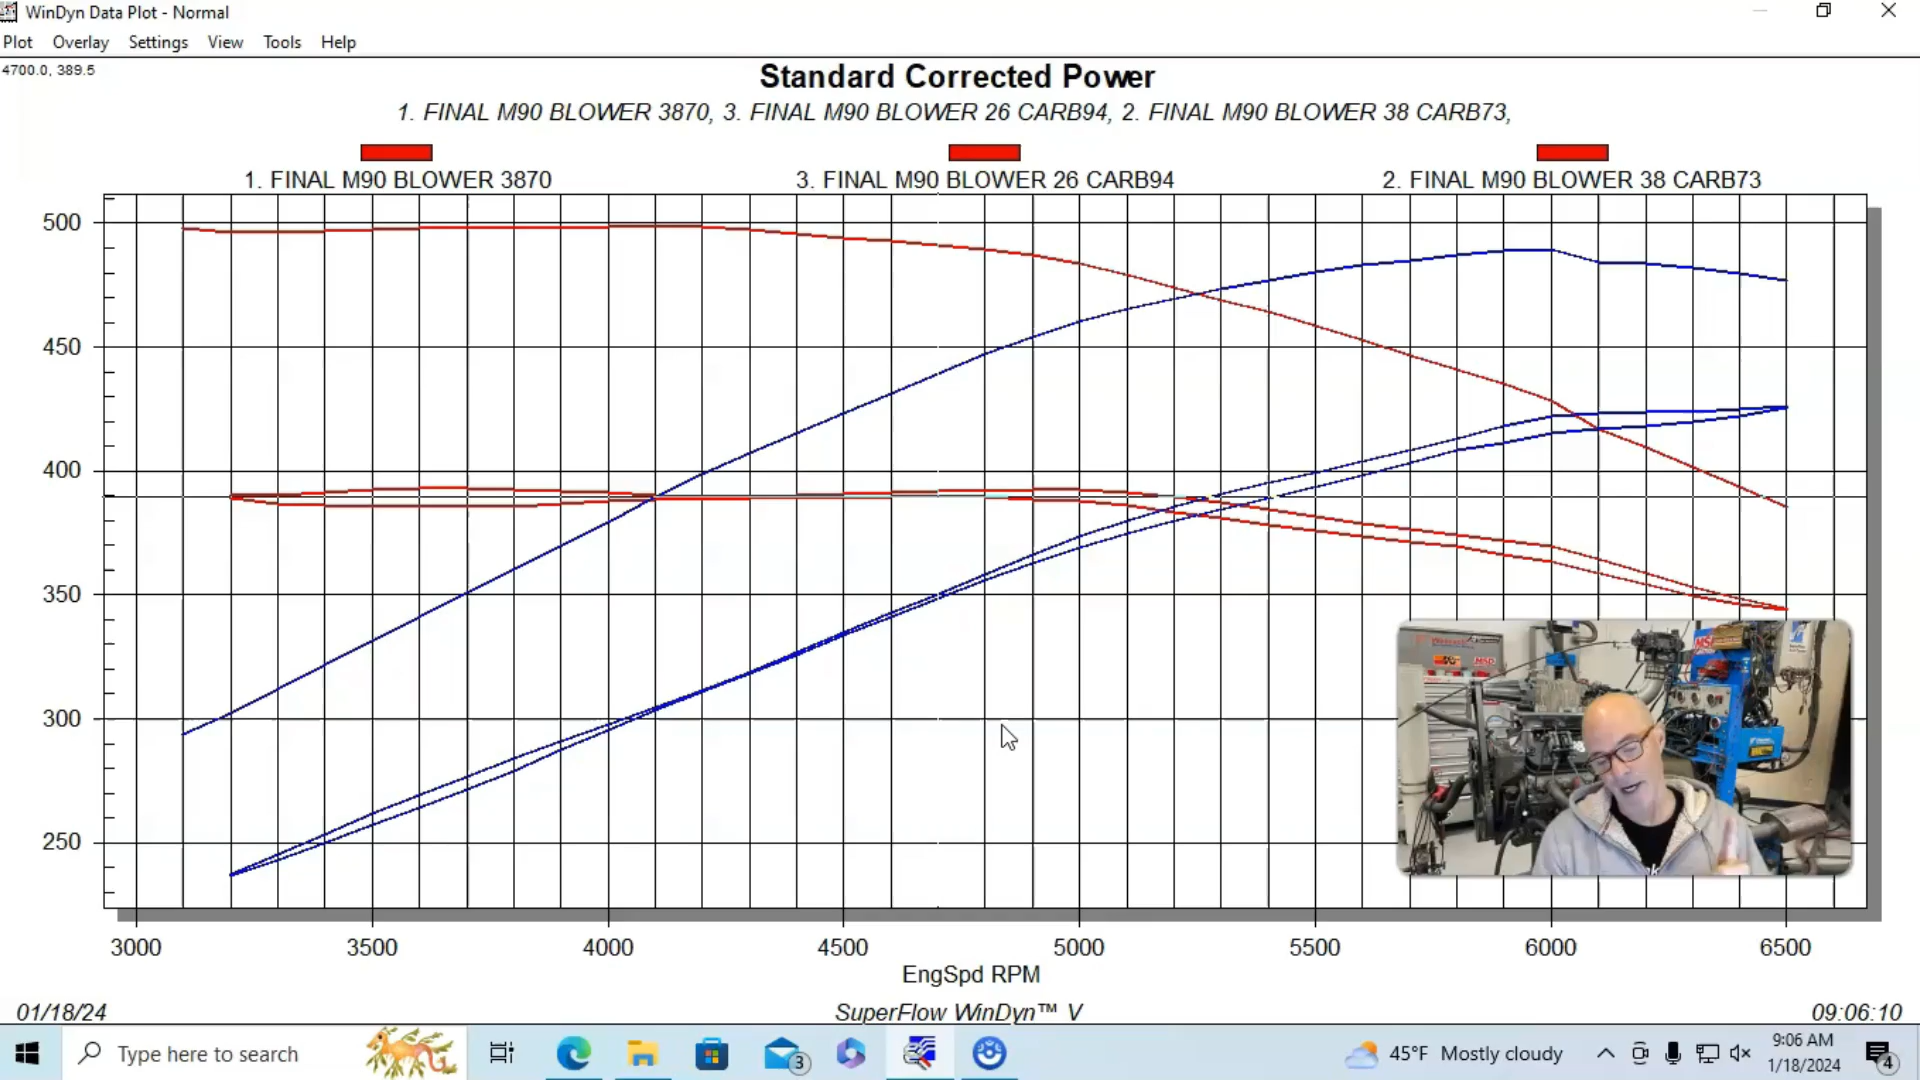 WinDyn Data Plot - Normal
Plot Overlay Settings View Tools Help
4700.0, 389.5
Standard Corrected Power
1. FINAL M90 BLOWER 3870, 3. FINAL M90 BLOWER 26 CARB94, 2. FINAL M90 BLOWER 38 CARB73,
1. FINAL M90 BLOWER 3870 3. FINAL M90 BLOWER 26 CARB94 2. FINAL M90 BLOWER 38 CARB73
500
450
400
350
300
250
MSD
3000 3500 4000 4500 5000 5500 6000 6500
EngSpd RPM
01/18/24 SuperFlow WinDyn™ V 09:06:10
Type here to search 3 45°F Mostly cloudy 9:06 AM
1/18/2024 4